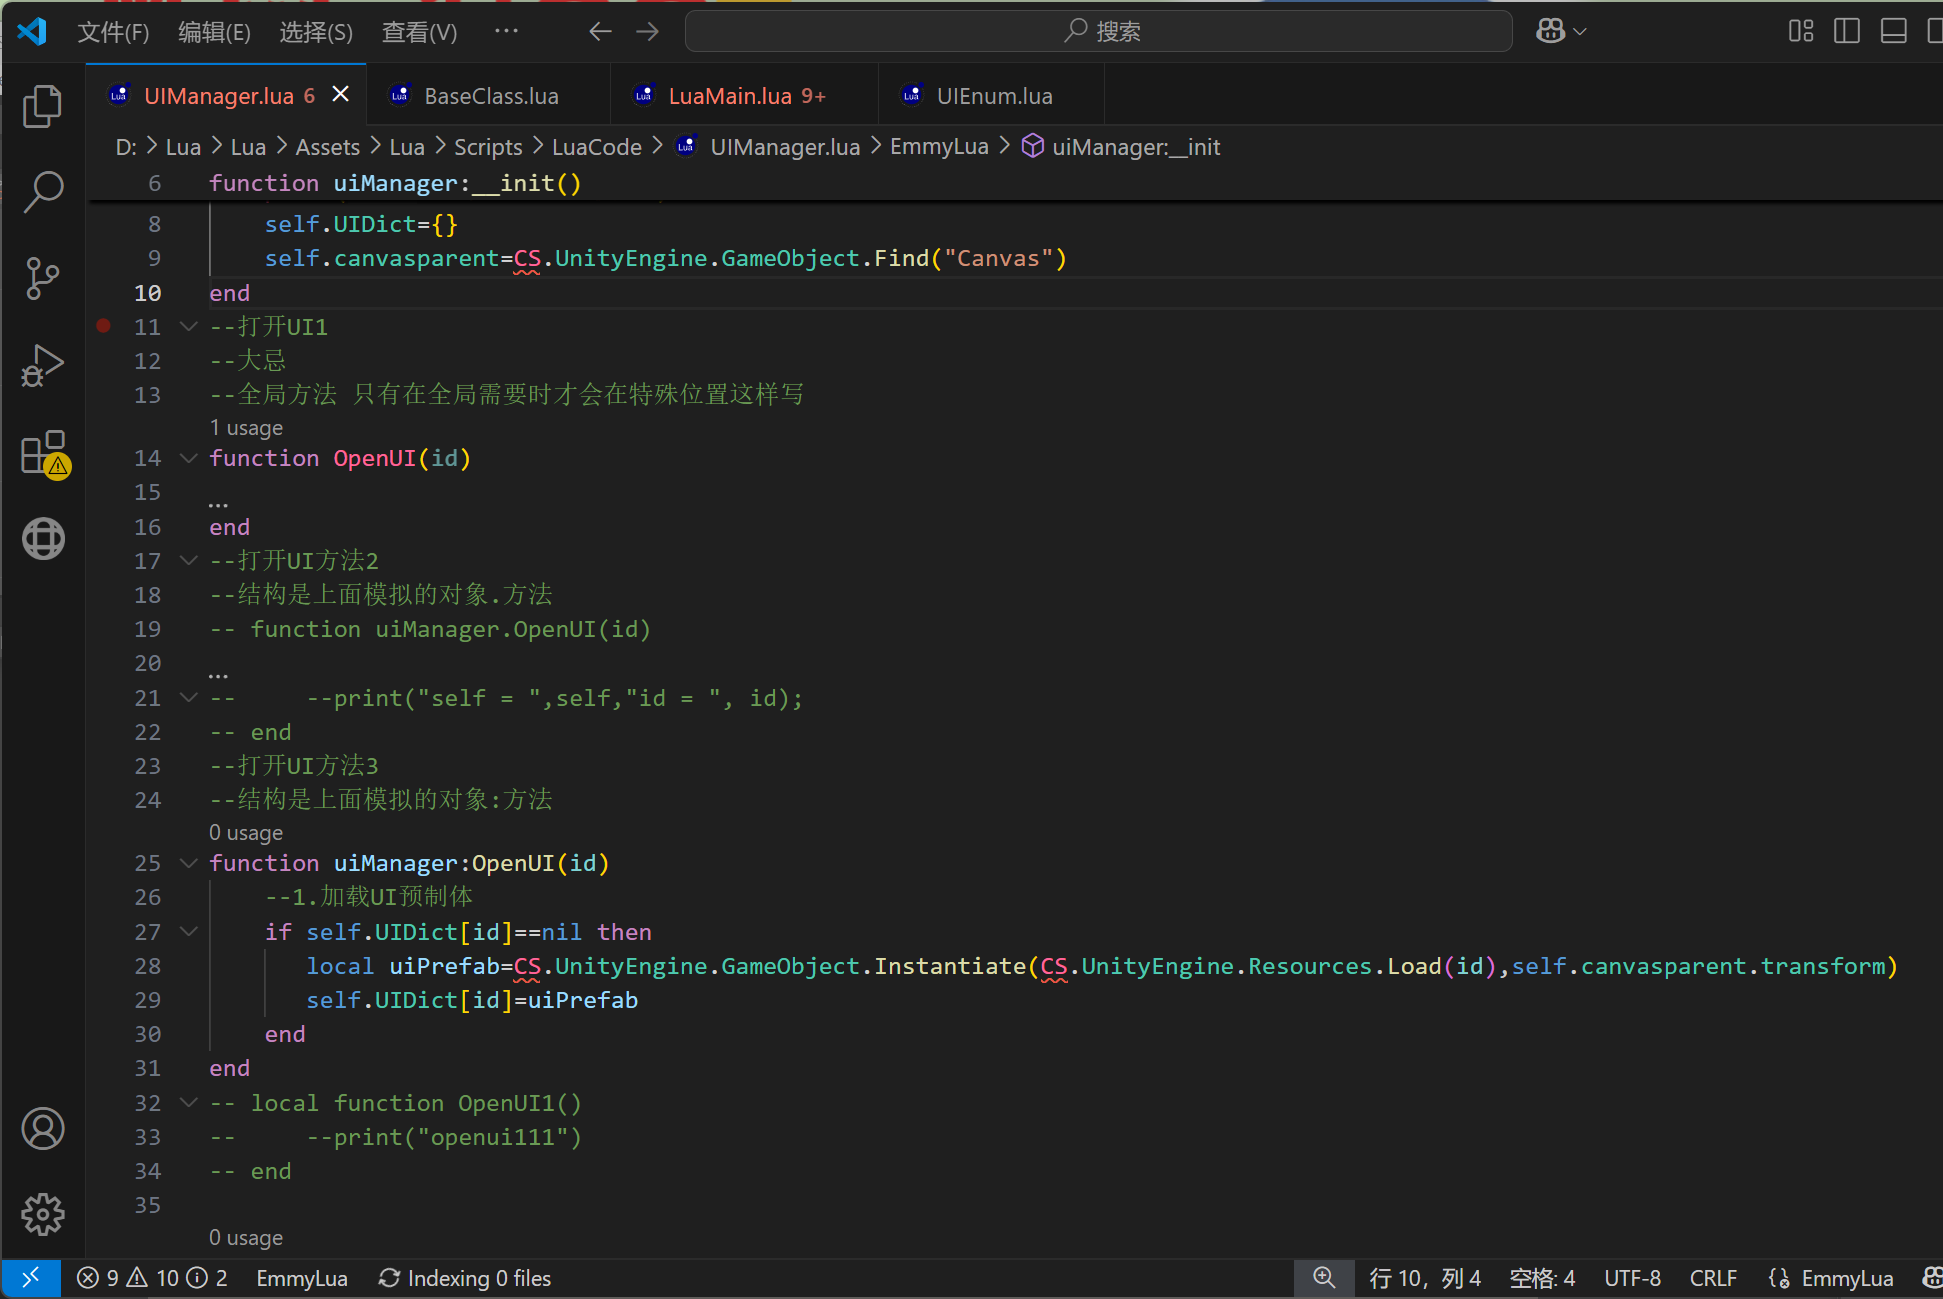 文件(F) 编辑(E) 选择(S) 查看(V) ··· 搜索
UIManager.lua 6 BaseClass.lua LuaMain.lua 9+ UIEnum.lua
D: > Lua > Lua > Assets > Lua > Scripts > LuaCode > UIManager.lua > EmmyLua > uiManager:__init
6 function uiManager:__init()
8 self.UIDict={}
9 self.canvasparent=CS.UnityEngine.GameObject.Find("Canvas")
10 end
11 --打开UI1
12 --大忌
13 --全局方法 只有在全局需要时才会在特殊位置这样写
1 usage
14 function OpenUI(id)
15 ...
16 end
17 --打开UI方法2
18 --结构是上面模拟的对象.方法
19 -- function uiManager.OpenUI(id)
20 ...
21 --     --print("self = ",self,"id = ", id);
22 -- end
23 --打开UI方法3
24 --结构是上面模拟的对象:方法
0 usage
25 function uiManager:OpenUI(id)
26 --1.加载UI预制体
27 if self.UIDict[id]==nil then
28 local uiPrefab=CS.UnityEngine.GameObject.Instantiate(CS.UnityEngine.Resources.Load(id),self.canvasparent.transform)
29 self.UIDict[id]=uiPrefab
30 end
31 end
32 -- local function OpenUI1()
33 --     --print("openui111")
34 -- end
35
0 usage
9 10 2 EmmyLua Indexing 0 files 行 10，列 4 空格: 4 UTF-8 CRLF EmmyLua